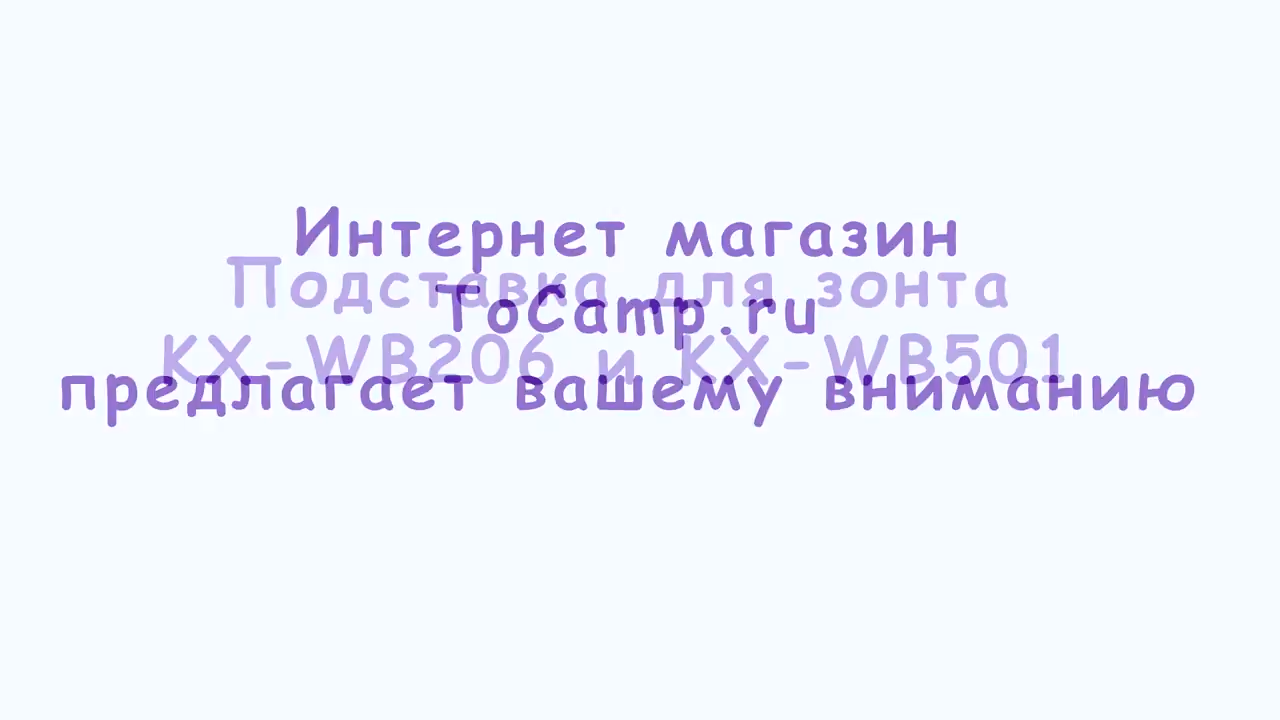 Интернет магазин
Подставка для зонта
ToCamp.ru
KX-WB206 и KX-WB501
предлагает вашему вниманию